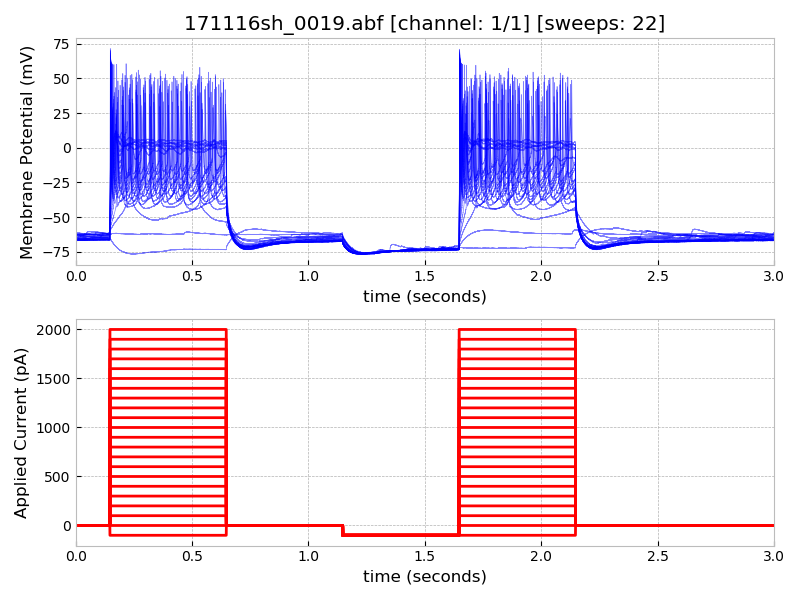 171116sh_0019.abf [channel: 1/1] [sweeps: 22]
Membrane Potential (mV)
75
50
25
0
−25
−50
−75
0.0 0.5 1.0 1.5 2.0 2.5 3.0
time (seconds)
Applied Current (pA)
2000
1500
1000
500
0
0.0 0.5 1.0 1.5 2.0 2.5 3.0
time (seconds)